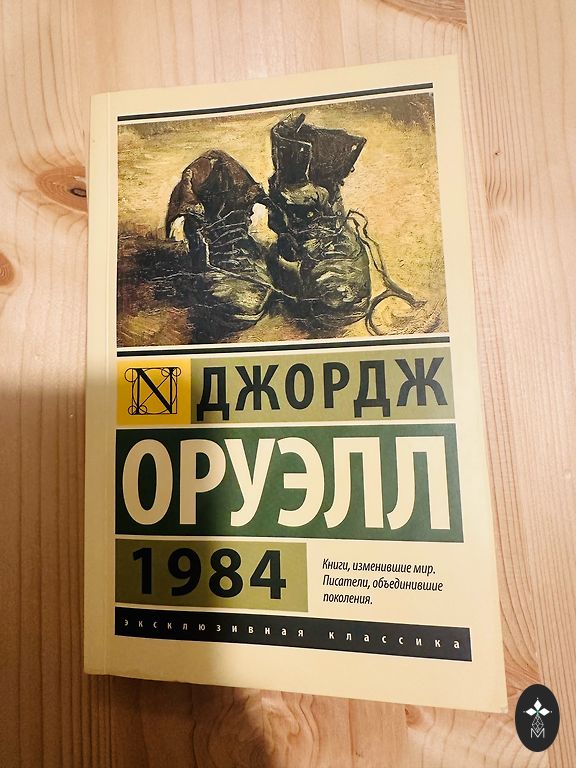 N
ДЖОРДЖ
ОРУЭЛЛ
1984
Книги, изменившие мир.
Писатели, объединившие
поколения.
эксклюзивная классика
M